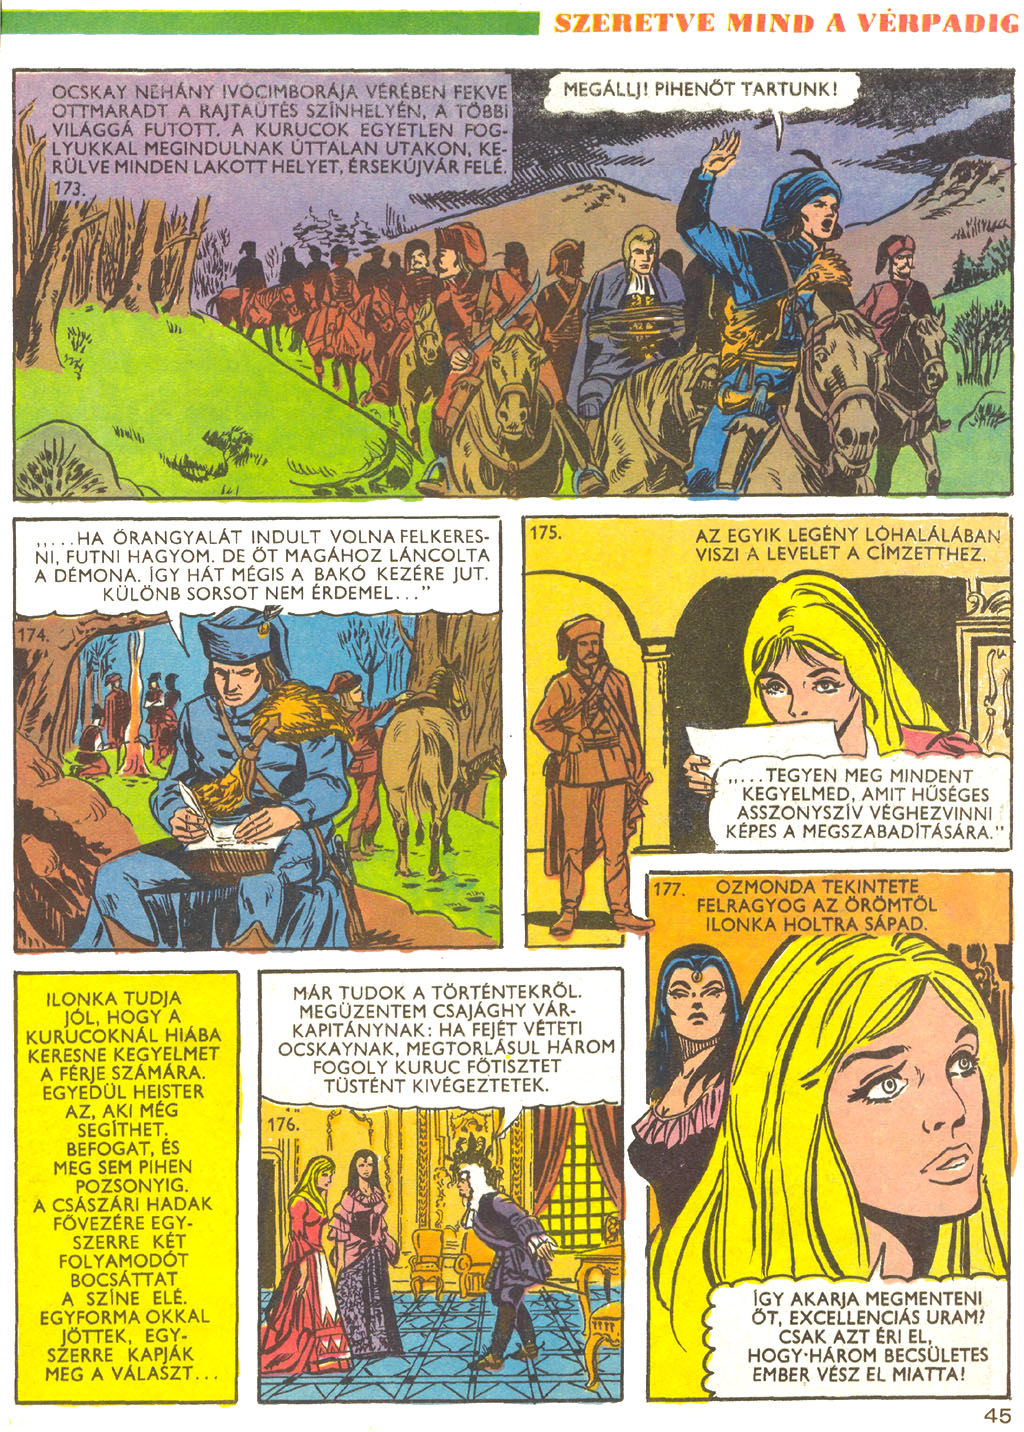 SZERETVE MIND A VÉRPADIG
OCSKAY NÉHÁNY IVÓCIMBORÁJA VÉRÉBEN FEKVE
OTTMARADT A RAJTAÜTÉS SZÍNHELYÉN, A TÖBBI
VILÁGGÁ FUTOTT. A KURUCOK EGYETLEN FOG-
LYUKKAL MEGINDULNAK ÚTTALAN UTAKON, KE-
RÜLVE MINDEN LAKOTT HELYET, ÉRSEKÚJVÁR FELÉ.
173.
MEGÁLLJ! PIHENŐT TARTUNK!
„...HA ŐRANGYALÁT INDULT VOLNA FELKERES-
NI, FUTNI HAGYOM. DE ŐT MAGÁHOZ LÁNCOLTA
A DÉMONA. ÍGY HÁT MÉGIS A BAKÓ KEZÉRE JUT.
KÜLÖNB SORSOT NEM ÉRDEMEL..."
174.
175.
AZ EGYIK LEGÉNY LÓHALÁLÁBAN
VISZI A LEVELET A CÍMZETTHEZ.
„...TEGYEN MEG MINDENT
KEGYELMED, AMIT HŰSÉGES
ASSZONYSZÍV VÉGHEZVINNI
KÉPES A MEGSZABADÍTÁSÁRA."
ILONKA TUDJA
JÓL, HOGY A
KURUCOKNÁL HIÁBA
KERESNE KEGYELMET
A FÉRJE SZÁMÁRA.
EGYEDÜL HEISTER
AZ, AKI MÉG
SEGÍTHET.
BEFOGAT, ÉS
MEG SEM PIHEN
POZSONYIG.
A CSÁSZÁRI HADAK
FŐVEZÉRE EGY-
SZERRE KÉT
FOLYAMODÓT
BOCSÁTTAT
A SZÍNE ELÉ.
EGYFORMA OKKAL
JÖTTEK, EGY-
SZERRE KAPJÁK
MEG A VÁLASZT...
MÁR TUDOK A TÖRTÉNTEKRŐL.
MEGÜZENTEM CSAJÁGHY VÁR-
KAPITÁNYNAK: HA FEJÉT VÉTETI
OCSKAYNAK, MEGTORLÁSUL HÁROM
FOGOLY KURUC FŐTISZTET
TÜSTÉNT KIVÉGEZTETEK.
176.
177.
OZMONDA TEKINTETE
FELRAGYOG AZ ÖRÖMTŐL
ILONKA HOLTRA SÁPAD.
ÍGY AKARJA MEGMENTENI
ŐT, EXCELLENCIÁS URAM?
CSAK AZT ÉRI EL,
HOGY HÁROM BECSÜLETES
EMBER VÉSZ EL MIATTA!
45